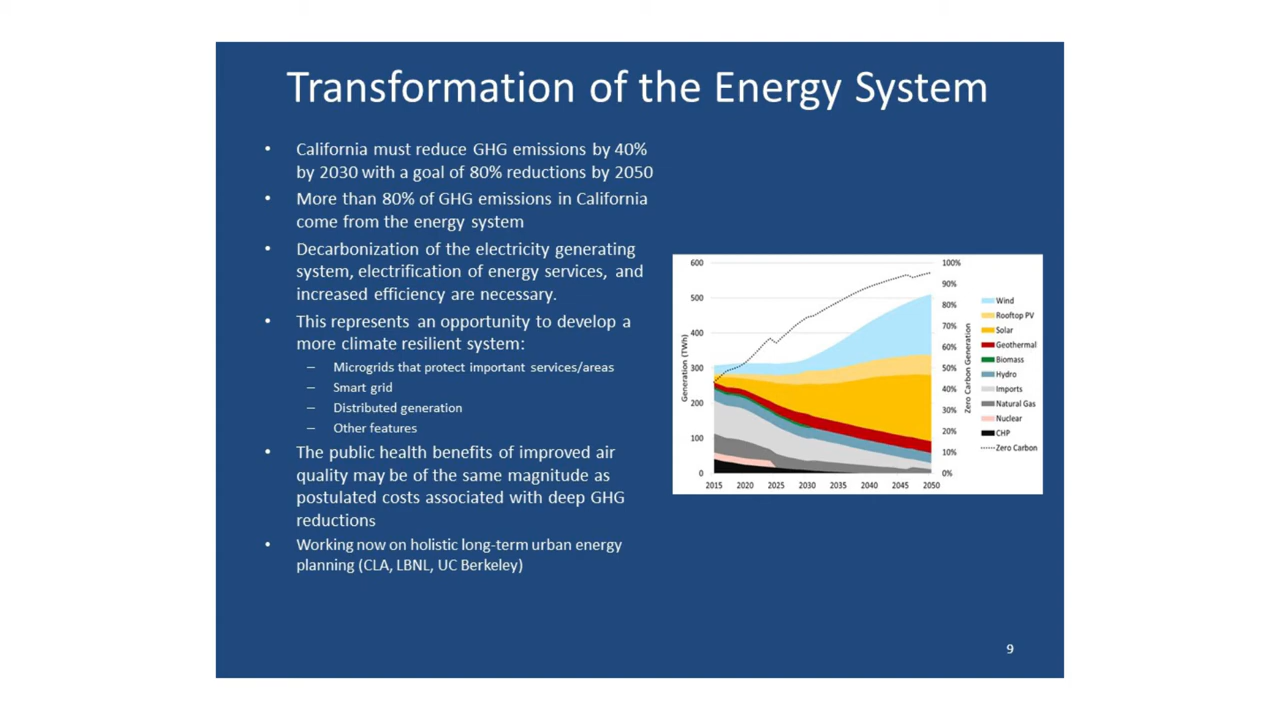 Transformation of the Energy System
• California must reduce GHG emissions by 40%
by 2030 with a goal of 80% reductions by 2050
• More than 80% of GHG emissions in California
come from the energy system
• Decarbonization of the electricity generating
system, electrification of energy services, and
increased efficiency are necessary.
• This represents an opportunity to develop a
more climate resilient system:
– Microgrids that protect important services/areas
– Smart grid
– Distributed generation
– Other features
• The public health benefits of improved air
quality may be of the same magnitude as
postulated costs associated with deep GHG
reductions
• Working now on holistic long-term urban energy
planning (CLA, LBNL, UC Berkeley)
Generation (TWh)
600
500
400
300
200
100
0
2015 2020 2025 2030 2035 2040 2045 2050
100%
90%
80%
70%
60%
50%
40%
30%
20%
10%
0%
Zero Carbon Generation
Wind
Rooftop PV
Solar
Geothermal
Biomass
Hydro
Imports
Natural Gas
Nuclear
CHP
Zero Carbon
9